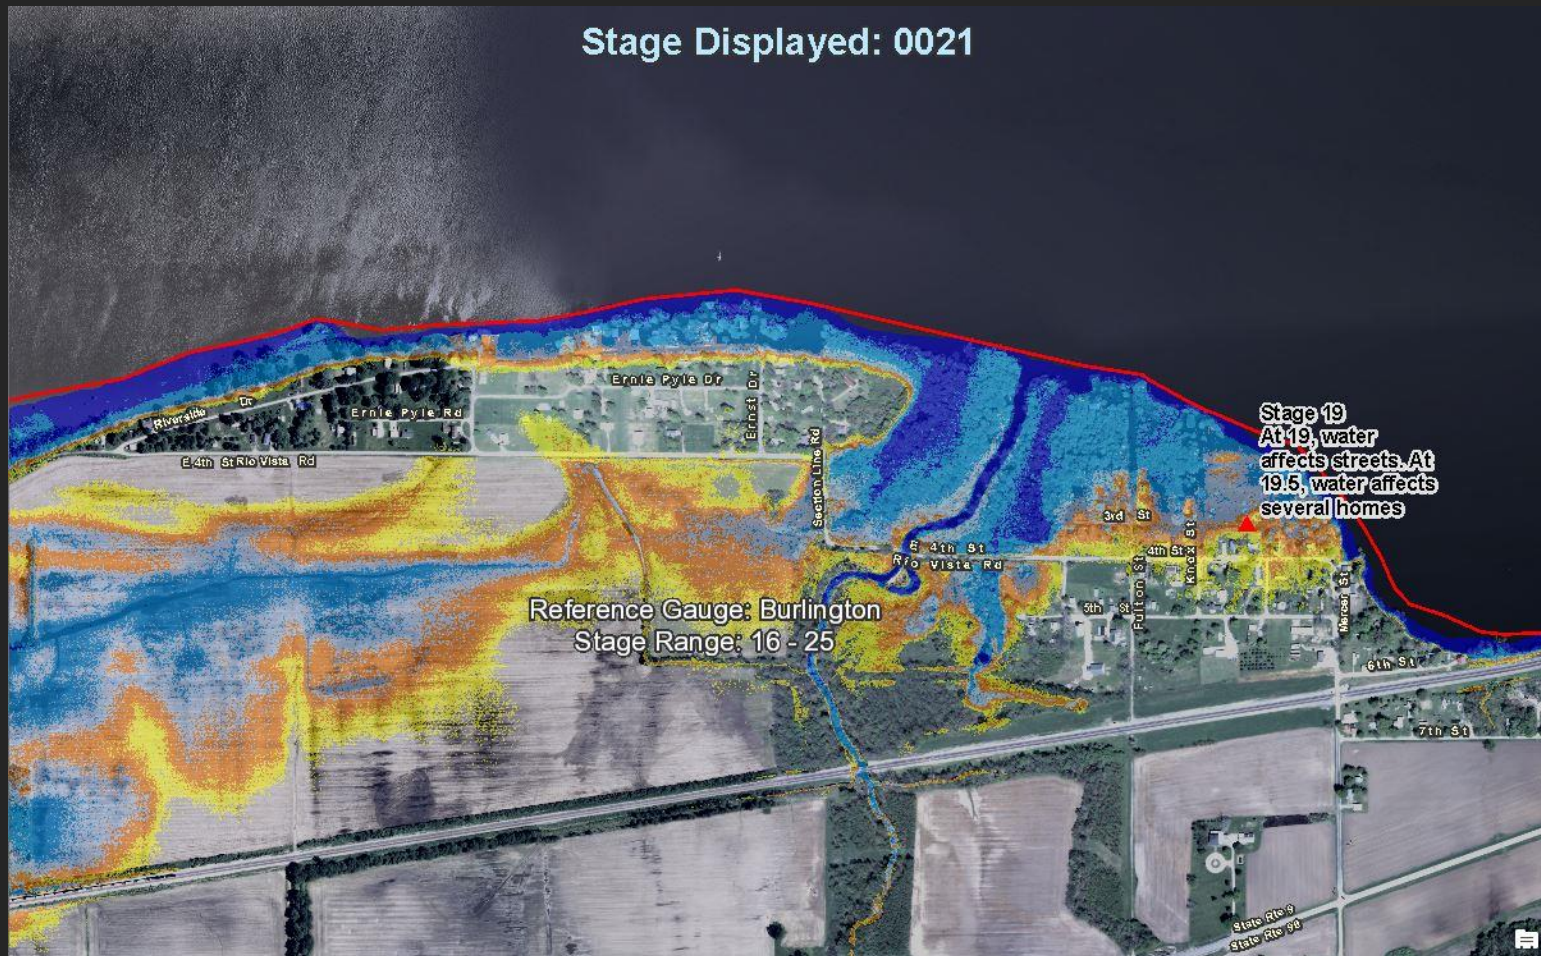 Stage Displayed: 0021
Ernie Pyle Dr
Ernst Dr
Riverside Dr
Ernie Pyle Rd
Stage 19
At 19, water
affects streets. At
19.5, water affects
several homes
E 4th St Rio Vista Rd
Section Line Rd
3rd St
Knox St
E 4th St
Rio Vista Rd
4th St
Fulton St
Mercer St
Reference Gauge: Burlington
Stage Range: 16 - 25
5th St
6th St
7th St
State Rte 9
State Rte 96